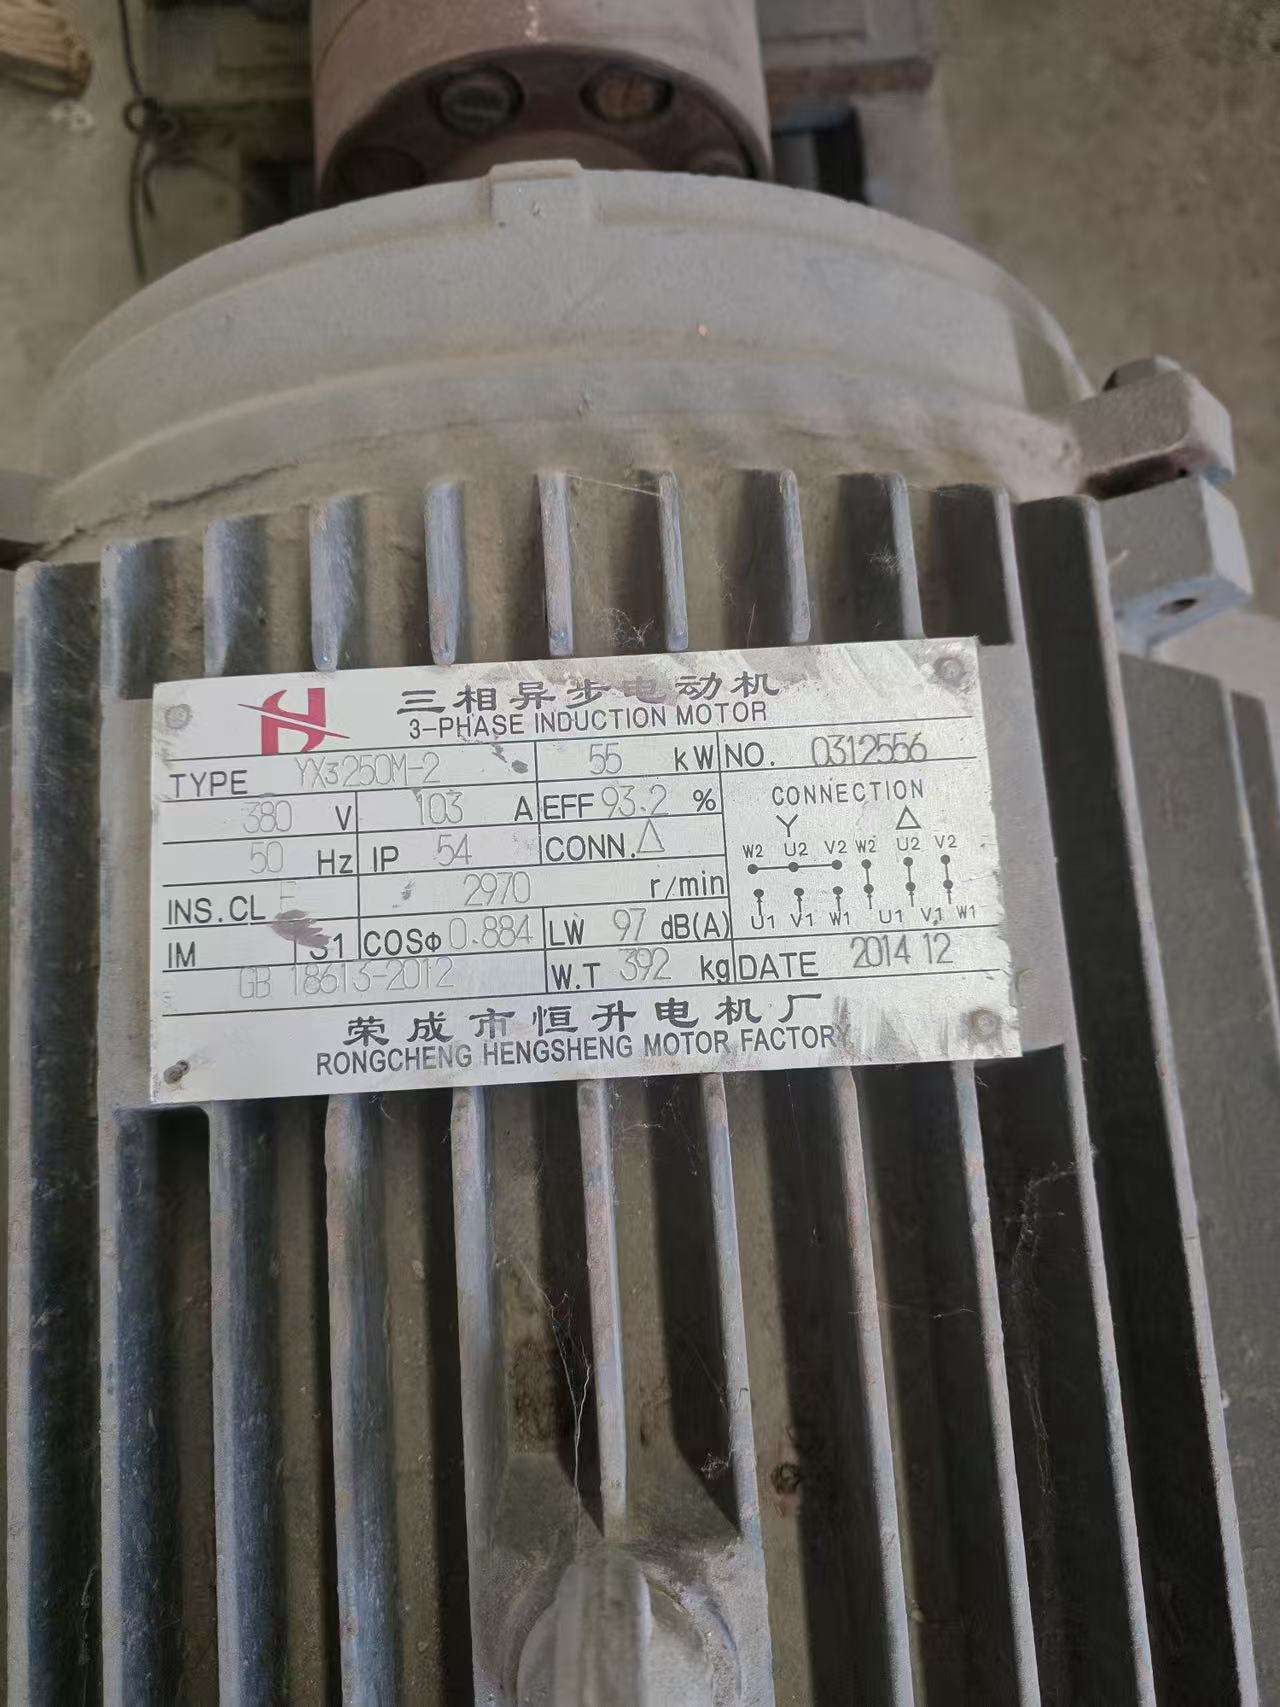 三相异步电动机
3-PHASE INDUCTION MOTOR
TYPE YX3250M-2 55 kW NO. 0312556
380 V 103 A EFF 93.2 % CONNECTION
50 Hz IP 54 CONN. △ Y △
W2 U2 V2 W2 U2 V2
INS.CL 2970 r/min
U1 V1 W1 U1 V1 W1
IM S1 COSΦ 0.884 LW 97 dB(A)
GB 18613-2012 W.T 392 kg DATE 2014 12
荣成市恒升电机厂
RONGCHENG HENGSHENG MOTOR FACTORY